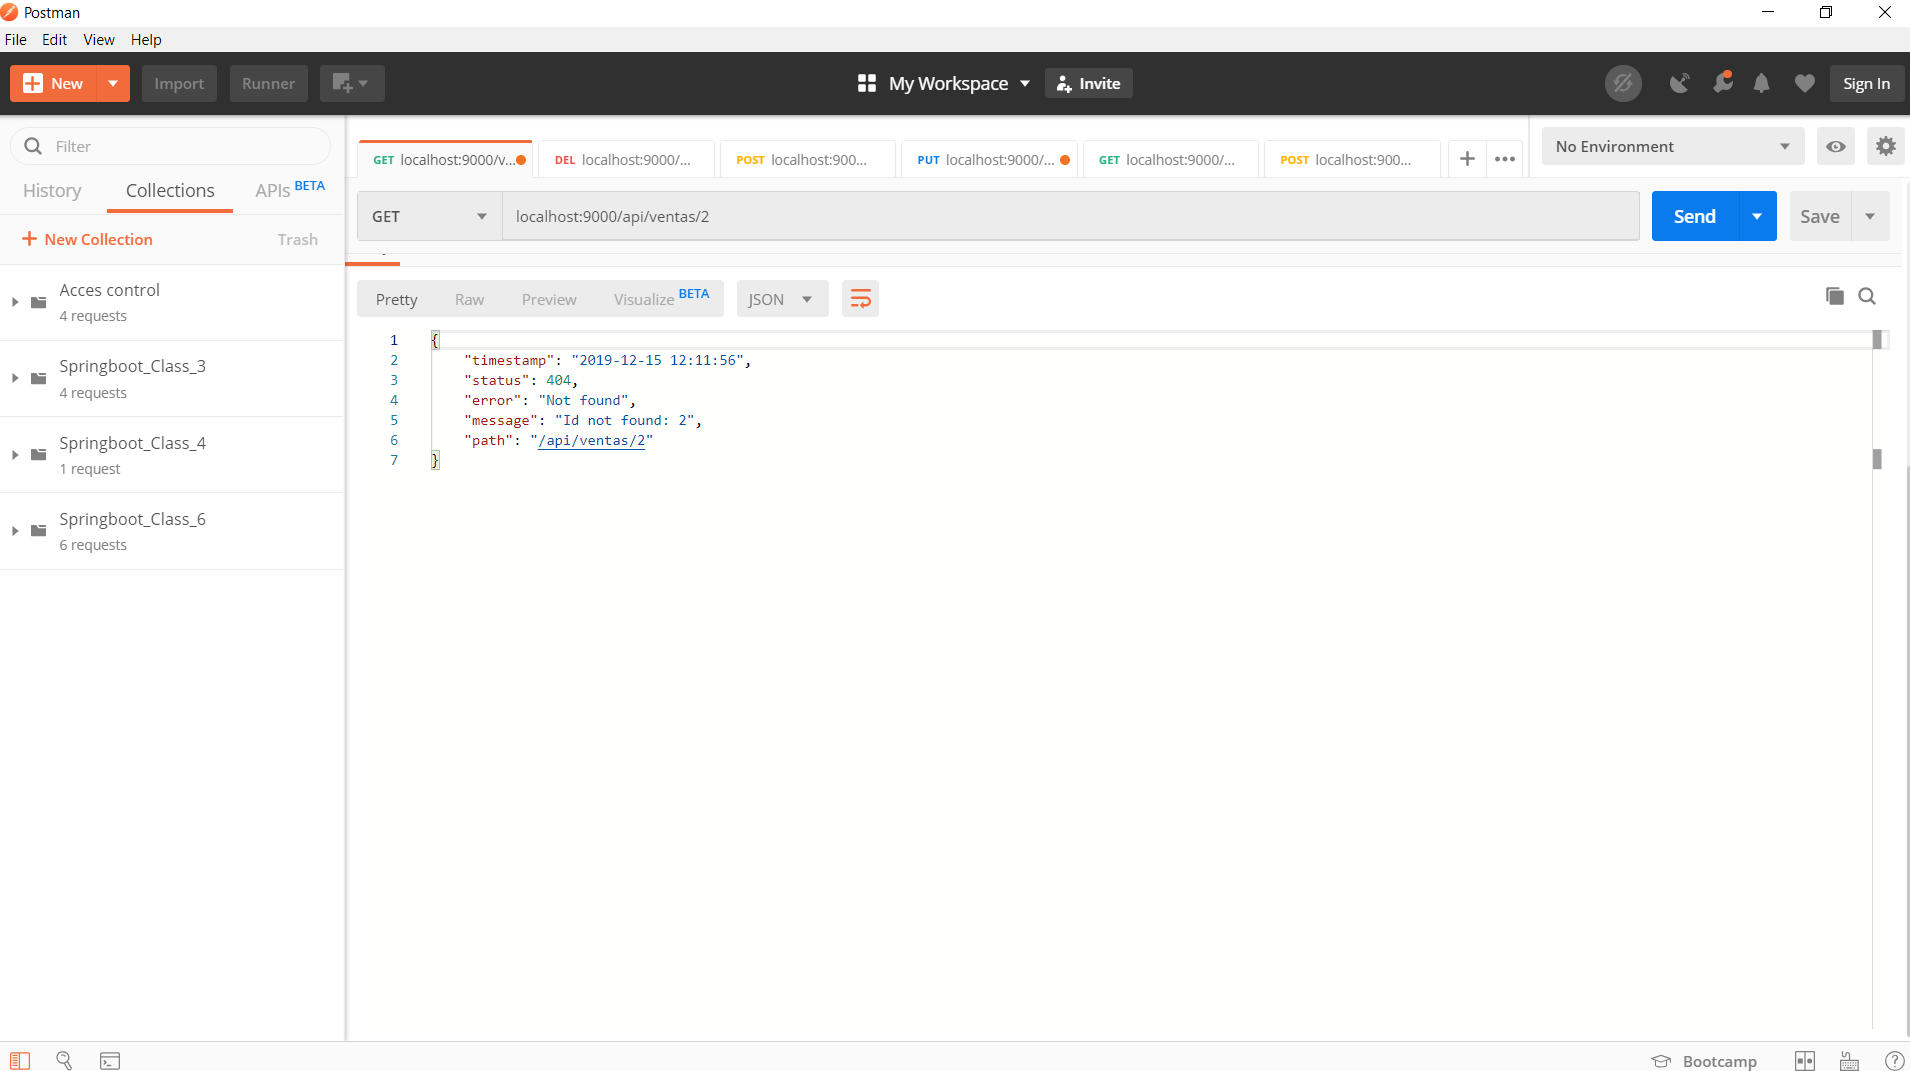 Postman
File Edit View Help
New Import Runner My Workspace Invite Sign In
Filter
History Collections APIs BETA
New Collection Trash
Acces control
4 requests
Springboot_Class_3
4 requests
Springboot_Class_4
1 request
Springboot_Class_6
6 requests
GET localhost:9000/v... DEL localhost:9000/... POST localhost:900... PUT localhost:9000/... GET localhost:9000/... POST localhost:900... No Environment
GET localhost:9000/api/ventas/2 Send Save
Pretty Raw Preview Visualize BETA JSON
1 {
2 "timestamp": "2019-12-15 12:11:56",
3 "status": 404,
4 "error": "Not found",
5 "message": "Id not found: 2",
6 "path": "/api/ventas/2"
7 }
Bootcamp